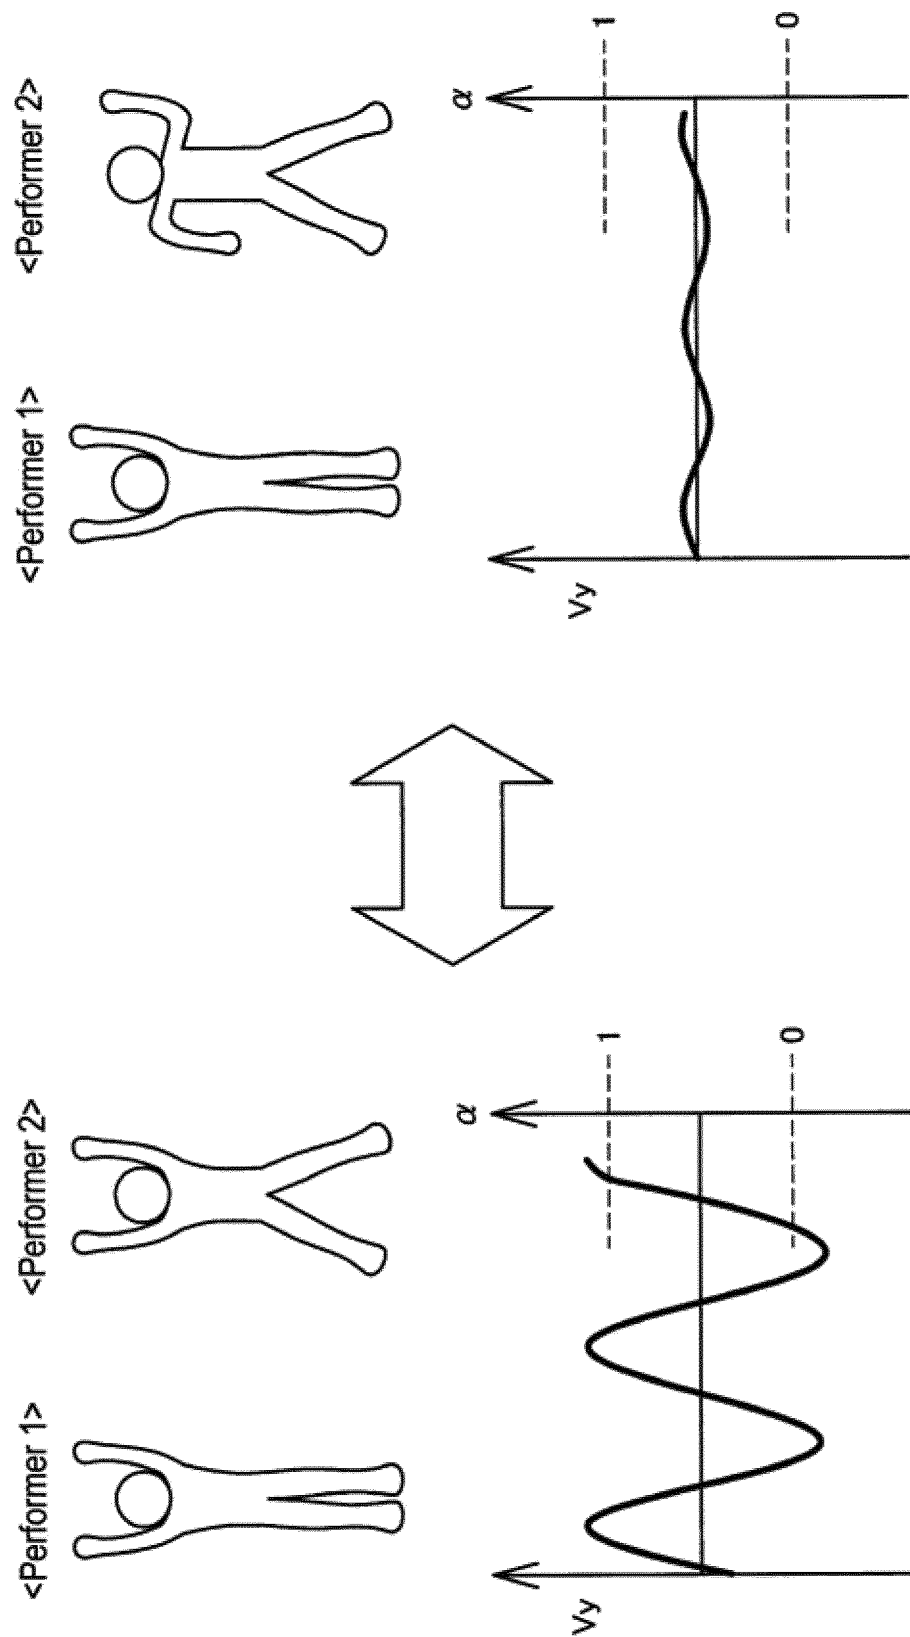 <Performer 1>
<Performer 2>
Vy
α
1
0
<Performer 1>
<Performer 2>
Vy
α
1
0